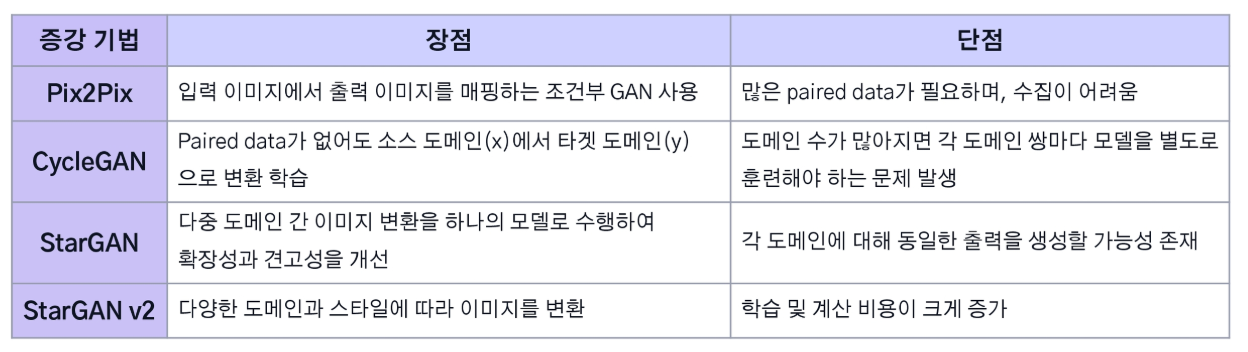 증강 기법 장점 단점
Pix2Pix 입력 이미지에서 출력 이미지를 매핑하는 조건부 GAN 사용 많은 paired data가 필요하며, 수집이 어려움
CycleGAN
Paired data가 없어도 소스 도메인(x)에서 타겟 도메인(y)
으로 변환 학습
도메인 수가 많아지면 각 도메인 쌍마다 모델을 별도로
훈련해야 하는 문제 발생
StarGAN
다중 도메인 간 이미지 변환을 하나의 모델로 수행하여
확장성과 견고성을 개선
각 도메인에 대해 동일한 출력을 생성할 가능성 존재
StarGAN v2 다양한 도메인과 스타일에 따라 이미지를 변환 학습 및 계산 비용이 크게 증가